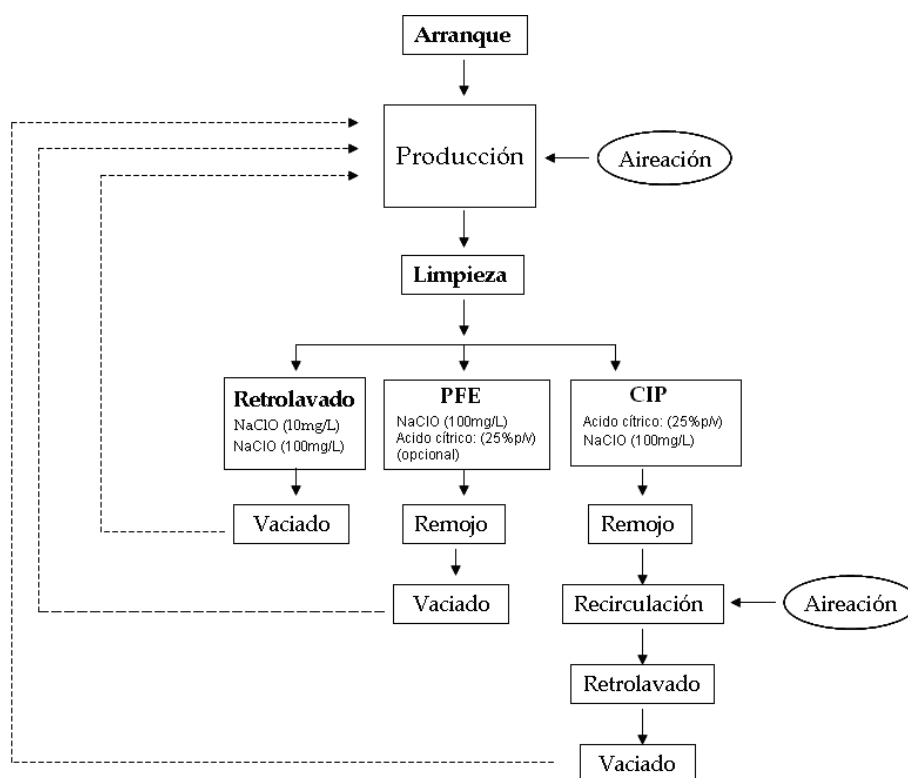 Arranque
Producción
Aireación
Limpieza
Retrolavado
NaClO (10mg/L)
NaClO (100mg/L)
PFE
NaClO (100mg/L)
Acido cítrico: (25%p/v)
(opcional)
CIP
Acido cítrico: (25%p/v)
NaClO (100mg/L)
Vaciado
Remojo
Remojo
Vaciado
Recirculación
Aireación
Retrolavado
Vaciado